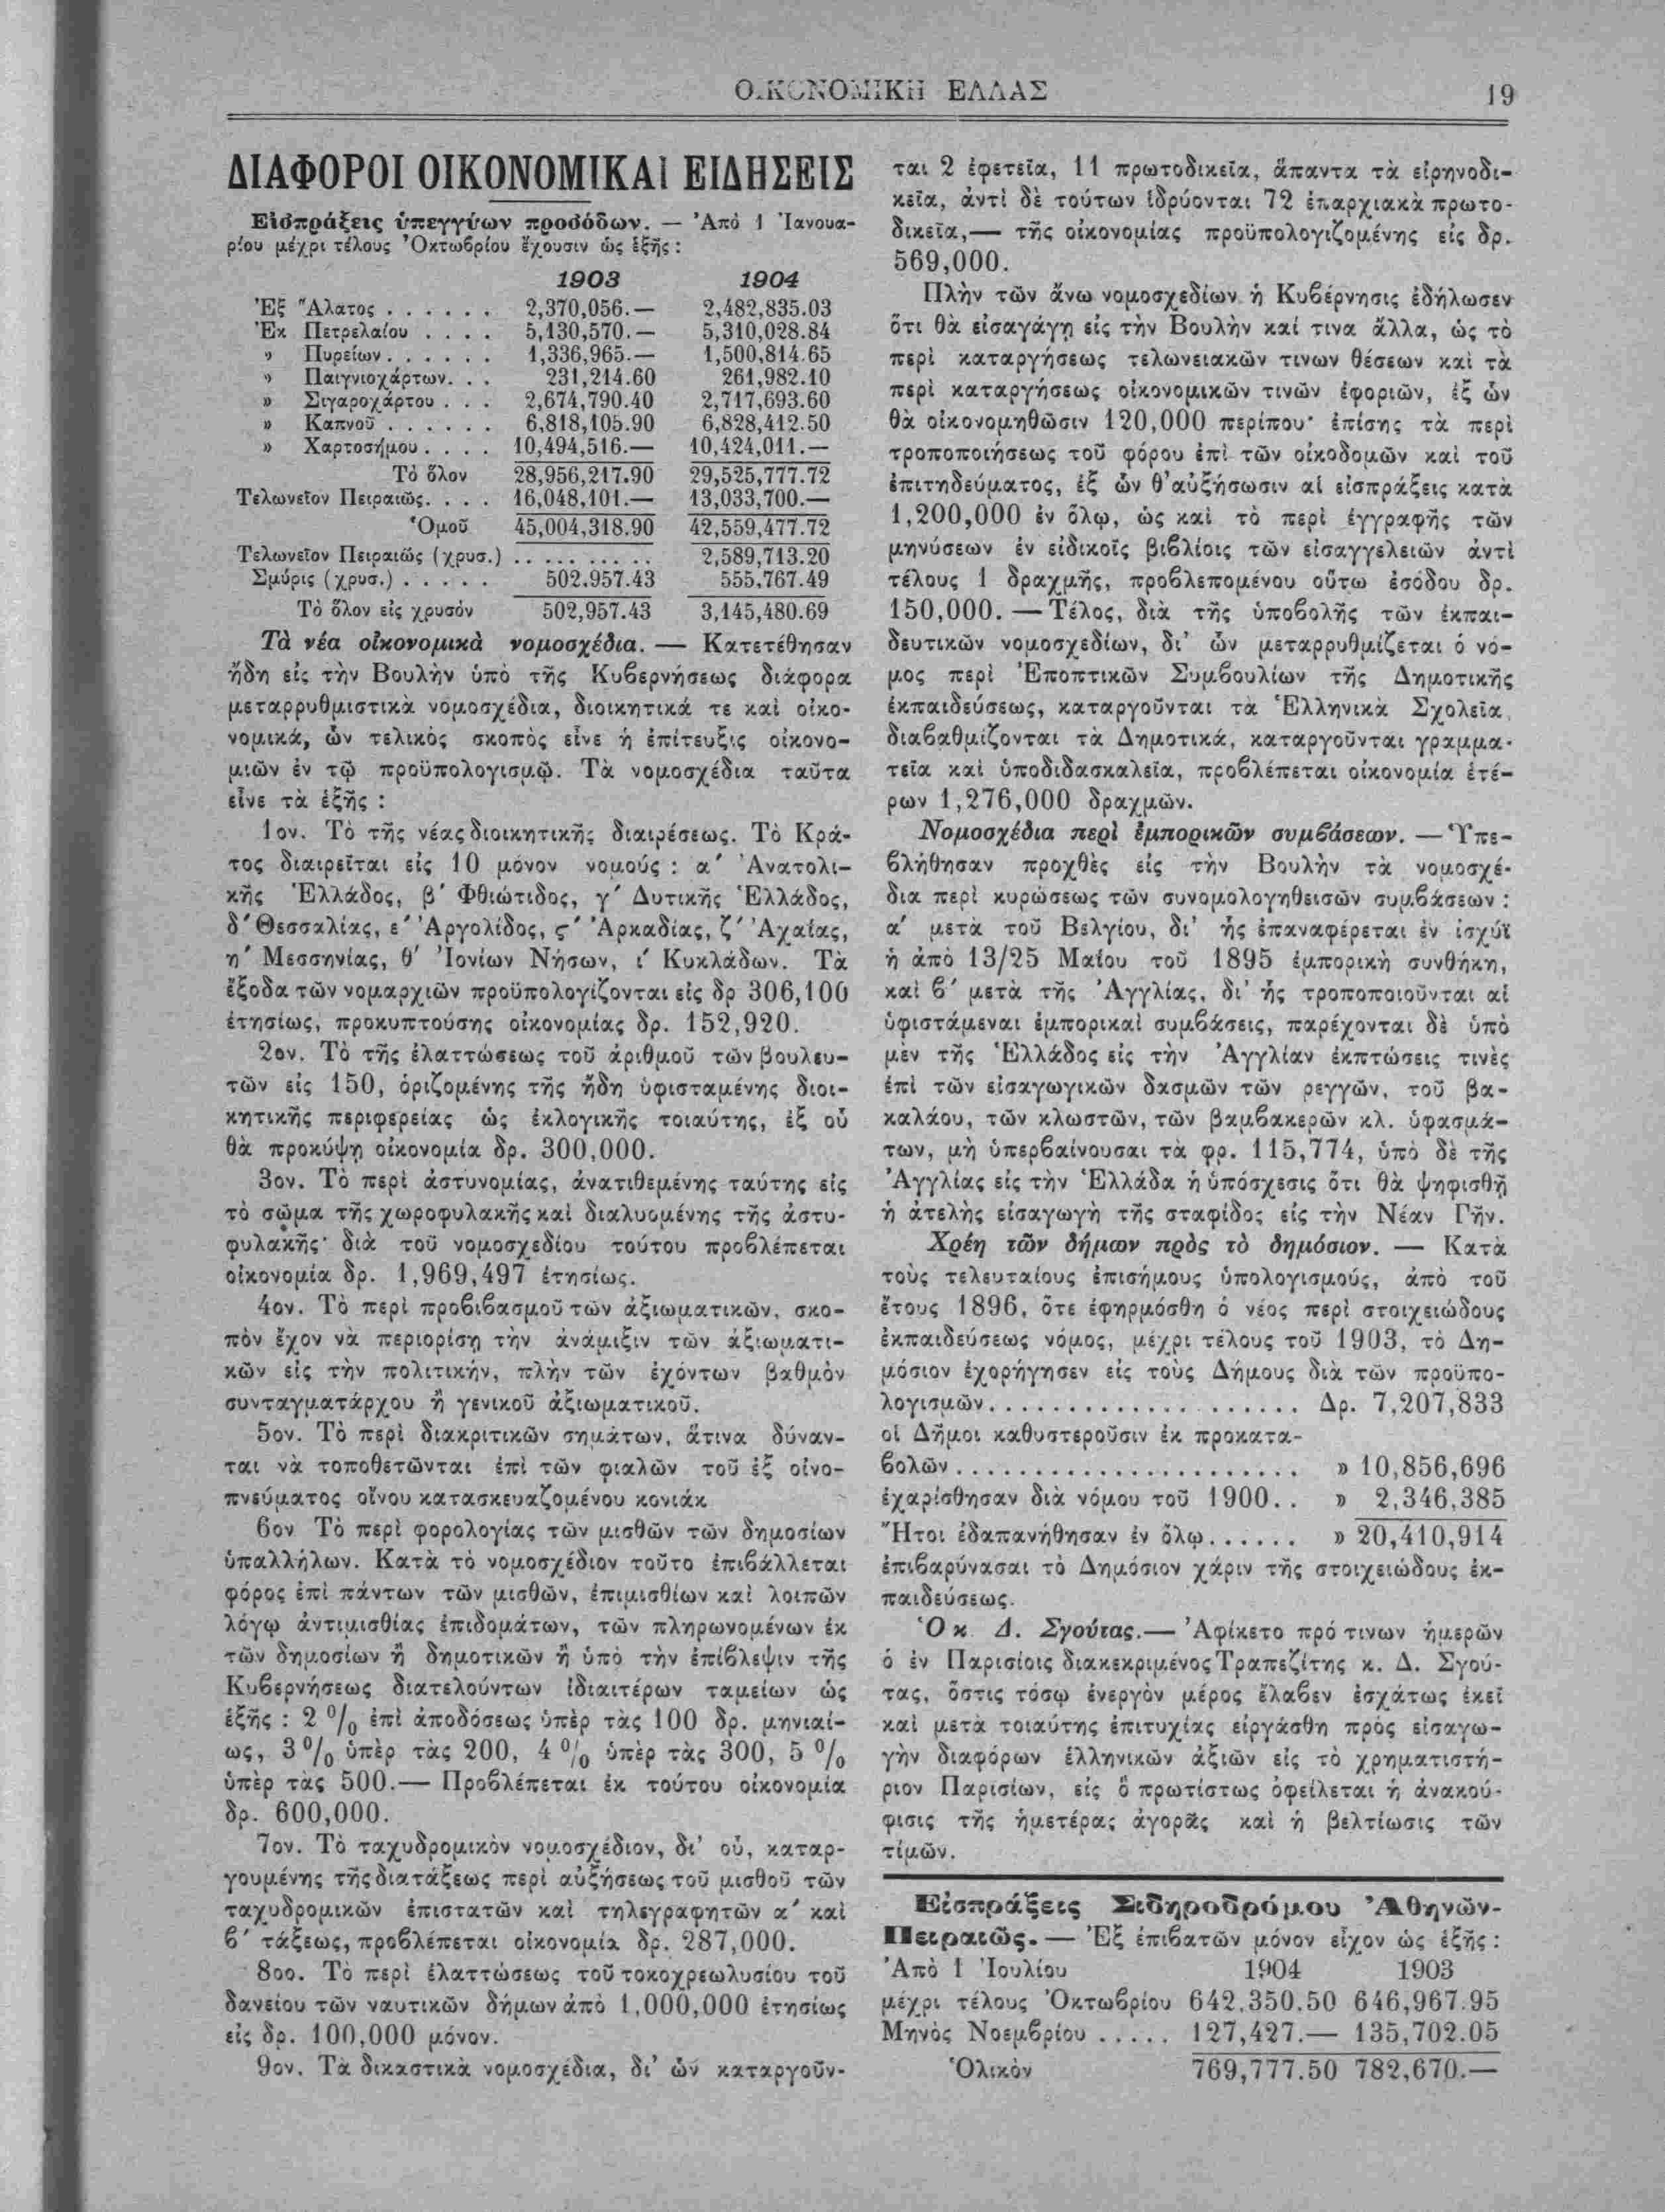 ΟΙΚΟΝΟΜΙΚΗ ΕΛΛΑΣ 19
ΔΙΑΦΟΡΟΙ ΟΙΚΟΝΟΜΙΚΑΙ ΕΙΔΗΣΕΙΣ
Εἰσπράξεις ὑπεγγύων προσόδων. — Ἀπὸ 1 Ἰανουα-
ρίου μέχρι τέλους Ὀκτωβρίου ἔχουσιν ὡς ἑξῆς :
1903 1904
Ἐξ Ἅλατος . . . . . . 2,370,056.— 2,482,835.03
Ἐκ Πετρελαίου . . . . 5,130,570.— 5,310,028.84
» Πυρείων . . . . . . 1,336,965.— 1,500,814.65
» Παιγνιοχάρτων. . . 231,214.60 261,982.10
» Σιγαροχάρτου . . . 2,674,790.40 2,717,693.60
» Καπνοῦ . . . . . . 6,818,105.90 6,828,412.50
» Χαρτοσήμου . . . . 10,494,516.— 10,424,011.—
Τὸ ὅλον 28,956,217.90 29,525,777.72
Τελωνεῖον Πειραιῶς. . . . 16,048,101.— 13,033,700.—
Ὁμοῦ 45,004,318.90 42,559,477.72
Τελωνεῖον Πειραιῶς (χρυσ.) . . . . . . . . . . 2,589,713.20
Σμύρις (χρυσ.) . . . . . 502.957.43 555,767.49
Τὸ ὅλον εἰς χρυσόν 502,957.43 3,145,480.69
Τὰ νέα οἰκονομικὰ νομοσχέδια. — Κατετέθησαν
ἤδη εἰς τὴν Βουλὴν ὑπὸ τῆς Κυβερνήσεως διάφορα
μεταρρυθμιστικὰ νομοσχέδια, διοικητικά τε καὶ οἰκο-
νομικά, ὧν τελικὸς σκοπὸς εἶνε ἡ ἐπίτευξις οἰκονο-
μιῶν ἐν τῷ προϋπολογισμῷ. Τὰ νομοσχέδια ταῦτα
εἶνε τὰ ἑξῆς :
1ον. Τὸ τῆς νέας διοικητικῆς διαιρέσεως. Τὸ Κρά-
τος διαιρεῖται εἰς 10 μόνον νομούς : α΄ Ἀνατολι-
κῆς Ἑλλάδος, β΄ Φθιώτιδος, γ΄ Δυτικῆς Ἑλλάδος,
δ΄ Θεσσαλίας, ε΄ Ἀργολίδος, ς΄ Ἀρκαδίας, ζ΄ Ἀχαΐας,
η΄ Μεσσηνίας, θ΄ Ἰονίων Νήσων, ι΄ Κυκλάδων. Τὰ
ἔξοδα τῶν νομαρχιῶν προϋπολογίζονται εἰς δρ 306,100
ἐτησίως, προκυπτούσης οἰκονομίας δρ. 152,920.
2ον. Τὸ τῆς ἐλαττώσεως τοῦ ἀριθμοῦ τῶν βουλευ-
τῶν εἰς 150, ὁριζομένης τῆς ἤδη ὑφισταμένης διοι-
κητικῆς περιφερείας ὡς ἐκλογικῆς τοιαύτης, ἐξ οὗ
θὰ προκύψῃ οἰκονομία δρ. 300,000.
3ον. Τὸ περὶ ἀστυνομίας, ἀνατιθεμένης ταύτης εἰς
τὸ σῶμα τῆς χωροφυλακῆς καὶ διαλυομένης τῆς ἀστυ-
φυλακῆς· διὰ τοῦ νομοσχεδίου τούτου προβλέπεται
οἰκονομία δρ. 1,969,497 ἐτησίως.
4ον. Τὸ περὶ προβιβασμοῦ τῶν ἀξιωματικῶν, σκο-
πὸν ἔχον νὰ περιορίσῃ τὴν ἀνάμιξιν τῶν ἀξιωματι-
κῶν εἰς τὴν πολιτικήν, πλὴν τῶν ἐχόντων βαθμὸν
συνταγματάρχου ἢ γενικοῦ ἀξιωματικοῦ.
5ον. Τὸ περὶ διακριτικῶν σημάτων, ἅτινα δύναν-
ται νὰ τοποθετῶνται ἐπὶ τῶν φιαλῶν τοῦ ἐξ οἰνο-
πνεύματος οἴνου κατασκευαζομένου κονιάκ
6ον Τὸ περὶ φορολογίας τῶν μισθῶν τῶν δημοσίων
ὑπαλλήλων. Κατὰ τὸ νομοσχέδιον τοῦτο ἐπιβάλλεται
φόρος ἐπὶ πάντων τῶν μισθῶν, ἐπιμισθίων καὶ λοιπῶν
λόγῳ ἀντιμισθίας ἐπιδομάτων, τῶν πληρωνομένων ἐκ
τῶν δημοσίων ἢ δημοτικῶν ἢ ὑπὸ τὴν ἐπίβλεψιν τῆς
Κυβερνήσεως διατελούντων ἰδιαιτέρων ταμείων ὡς
ἑξῆς : 2 % ἐπὶ ἀποδόσεως ὑπὲρ τὰς 100 δρ. μηνιαί-
ως, 3 % ὑπὲρ τὰς 200, 4 % ὑπὲρ τὰς 300, 5 %
ὑπὲρ τὰς 500.— Προβλέπεται ἐκ τούτου οἰκονομία
δρ. 600,000.
7ον. Τὸ ταχυδρομικὸν νομοσχέδιον, δι' οὗ, καταρ-
γουμένης τῆς διατάξεως περὶ αὐξήσεως τοῦ μισθοῦ τῶν
ταχυδρομικῶν ἐπιστατῶν καὶ τηλεγραφητῶν α΄ καὶ
β΄ τάξεως, προβλέπεται οἰκονομία δρ. 287,000.
8οο. Τὸ περὶ ἐλαττώσεως τοῦ τοκοχρεωλυσίου τοῦ
δανείου τῶν ναυτικῶν δήμων ἀπὸ 1,000,000 ἐτησίως
εἰς δρ. 100,000 μόνον.
9ον. Τὰ δικαστικὰ νομοσχέδια, δι' ὧν καταργοῦν-
ται 2 ἐφετεῖα, 11 πρωτοδικεῖα, ἅπαντα τὰ εἰρηνοδι-
κεῖα, ἀντὶ δὲ τούτων ἱδρύονται 72 ἐπαρχιακὰ πρωτο-
δικεῖα,— τῆς οἰκονομίας προϋπολογιζομένης εἰς δρ.
569,000.
Πλὴν τῶν ἄνω νομοσχεδίων ἡ Κυβέρνησις ἐδήλωσεν
ὅτι θὰ εἰσαγάγῃ εἰς τὴν Βουλὴν καί τινα ἄλλα, ὡς τὸ
περὶ καταργήσεως τελωνειακῶν τινων θέσεων καὶ τὰ
περὶ καταργήσεως οἰκονομικῶν τινῶν ἐφοριῶν, ἐξ ὧν
θὰ οἰκονομηθῶσιν 120,000 περίπου· ἐπίσης τὰ περὶ
τροποποιήσεως τοῦ φόρου ἐπὶ τῶν οἰκοδομῶν καὶ τοῦ
ἐπιτηδεύματος, ἐξ ὧν θ' αὐξήσωσιν αἱ εἰσπράξεις κατὰ
1,200,000 ἐν ὅλῳ, ὡς καὶ τὸ περὶ ἐγγραφῆς τῶν
μηνύσεων ἐν εἰδικοῖς βιβλίοις τῶν εἰσαγγελειῶν ἀντὶ
τέλους 1 δραχμῆς, προβλεπομένου οὕτω ἐσόδου δρ.
150,000. — Τέλος, διὰ τῆς ὑποβολῆς τῶν ἐκπαι-
δευτικῶν νομοσχεδίων, δι' ὧν μεταρρυθμίζεται ὁ νό-
μος περὶ Ἐποπτικῶν Συμβουλίων τῆς Δημοτικῆς
ἐκπαιδεύσεως, καταργοῦνται τὰ Ἑλληνικὰ Σχολεῖα,
διαβαθμίζονται τὰ Δημοτικά, καταργοῦνται γραμμα-
τεῖα καὶ ὑποδιδασκαλεῖα, προβλέπεται οἰκονομία ἑτέ-
ρων 1,276,000 δραχμῶν.
Νομοσχέδια περὶ ἐμπορικῶν συμβάσεων. — Ὑπε-
βλήθησαν προχθὲς εἰς τὴν Βουλὴν τὰ νομοσχέ-
δια περὶ κυρώσεως τῶν συνομολογηθεισῶν συμβάσεων :
α΄ μετὰ τοῦ Βελγίου, δι' ἧς ἐπαναφέρεται ἐν ἰσχύϊ
ἡ ἀπὸ 13/25 Μαΐου τοῦ 1895 ἐμπορικὴ συνθήκη,
καὶ β΄ μετὰ τῆς Ἀγγλίας, δι' ἧς τροποποιοῦνται αἱ
ὑφιστάμεναι ἐμπορικαὶ συμβάσεις, παρέχονται δὲ ὑπὸ
μὲν τῆς Ἑλλάδος εἰς τὴν Ἀγγλίαν ἐκπτώσεις τινὲς
ἐπὶ τῶν εἰσαγωγικῶν δασμῶν τῶν ρεγγῶν, τοῦ βα-
καλάου, τῶν κλωστῶν, τῶν βαμβακερῶν κλ. ὑφασμά-
των, μὴ ὑπερβαίνουσαι τὰ φρ. 115,774, ὑπὸ δὲ τῆς
Ἀγγλίας εἰς τὴν Ἑλλάδα ἡ ὑπόσχεσις ὅτι θὰ ψηφισθῇ
ἡ ἀτελὴς εἰσαγωγὴ τῆς σταφίδος εἰς τὴν Νέαν Γῆν.
Χρέη τῶν δήμων πρὸς τὸ δημόσιον. — Κατὰ
τοὺς τελευταίους ἐπισήμους ὑπολογισμούς, ἀπὸ τοῦ
ἔτους 1896, ὅτε ἐφηρμόσθη ὁ νέος περὶ στοιχειώδους
ἐκπαιδεύσεως νόμος, μέχρι τέλους τοῦ 1903, τὸ Δη-
μόσιον ἐχορήγησεν εἰς τοὺς Δήμους διὰ τῶν προϋπο-
λογισμῶν . . . . . . . . . . . . . . . . . . Δρ. 7,207,833
οἱ Δῆμοι καθυστεροῦσιν ἐκ προκατα-
βολῶν . . . . . . . . . . . . . . . . . . . . . » 10,856,696
ἐχαρίσθησαν διὰ νόμου τοῦ 1900 . . » 2,346,385
Ἤτοι ἐδαπανήθησαν ἐν ὅλῳ . . . . . . » 20,410,914
ἐπιβαρύνασαι τὸ Δημόσιον χάριν τῆς στοιχειώδους ἐκ-
παιδεύσεως.
Ὁ κ Δ. Σγούτας.— Ἀφίκετο πρό τινων ἡμερῶν
ὁ ἐν Παρισίοις διακεκριμένος Τραπεζίτης κ. Δ. Σγού-
τας, ὅστις τόσῳ ἐνεργὸν μέρος ἔλαβεν ἐσχάτως ἐκεῖ
καὶ μετὰ τοιαύτης ἐπιτυχίας εἰργάσθη πρὸς εἰσαγω-
γὴν διαφόρων ἑλληνικῶν ἀξιῶν εἰς τὸ χρηματιστή-
ριον Παρισίων, εἰς ὃ πρωτίστως ὀφείλεται ἡ ἀνακού-
φισις τῆς ἡμετέρας ἀγορᾶς καὶ ἡ βελτίωσις τῶν
τιμῶν.
Εἰσπράξεις Σιδηροδρόμου Ἀθηνῶν-
Πειραιῶς. — Ἐξ ἐπιβατῶν μόνον εἶχον ὡς ἑξῆς :
Ἀπὸ 1 Ἰουλίου 1904 1903
μέχρι τέλους Ὀκτωβρίου 642,350.50 646,967.95
Μηνὸς Νοεμβρίου . . . . . 127,427.— 135,702.05
Ὁλικὸν 769,777.50 782,670.—